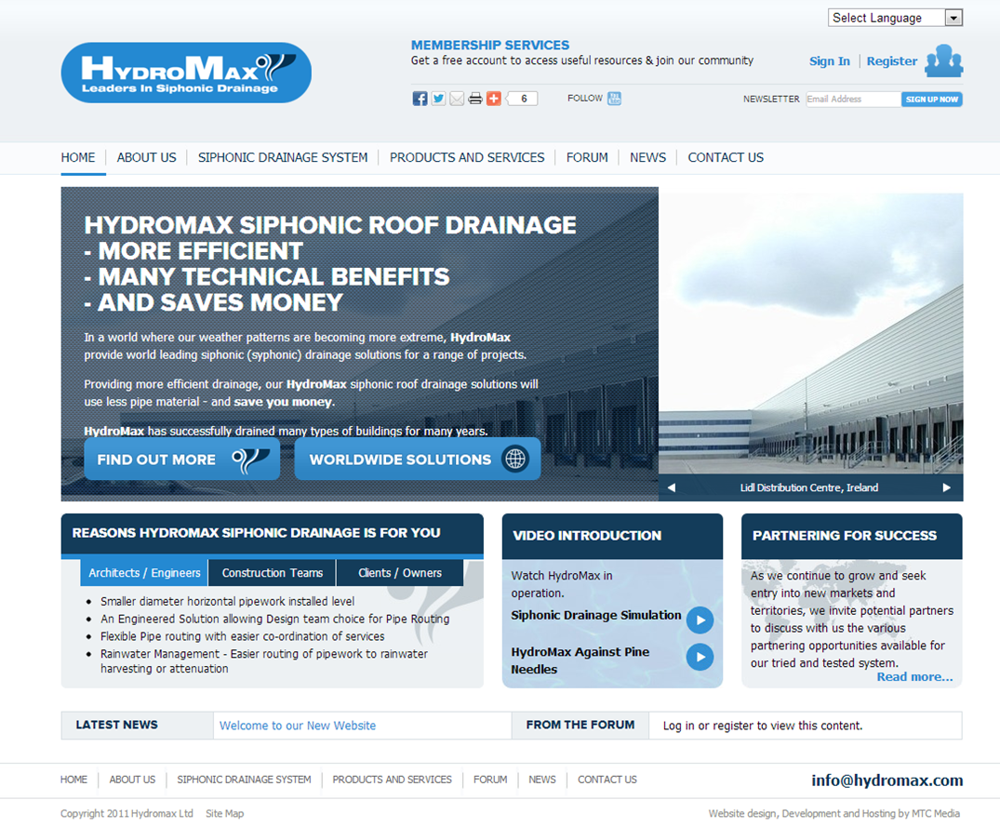 Select Language
HYDROMAX
Leaders In Siphonic Drainage
MEMBERSHIP SERVICES
Get a free account to access useful resources & join our community
Sign In
Register
6
FOLLOW
NEWSLETTER
Email Address
SIGN UP NOW
HOME
ABOUT US
SIPHONIC DRAINAGE SYSTEM
PRODUCTS AND SERVICES
FORUM
NEWS
CONTACT US
HYDROMAX SIPHONIC ROOF DRAINAGE
- MORE EFFICIENT
- MANY TECHNICAL BENEFITS
- AND SAVES MONEY
In a world where our weather patterns are becoming more extreme, HydroMax
provide world leading siphonic (syphonic) drainage solutions for a range of projects.
Providing more efficient drainage, our HydroMax siphonic roof drainage solutions will
use less pipe material - and save you money.
HydroMax has successfully drained many types of buildings for many years.
FIND OUT MORE
WORLDWIDE SOLUTIONS
Lidl Distribution Centre, Ireland
REASONS HYDROMAX SIPHONIC DRAINAGE IS FOR YOU
Architects / Engineers
Construction Teams
Clients / Owners
• Smaller diameter horizontal pipework installed level
• An Engineered Solution allowing Design team choice for Pipe Routing
• Flexible Pipe routing with easier co-ordination of services
• Rainwater Management - Easier routing of pipework to rainwater
harvesting or attenuation
VIDEO INTRODUCTION
Watch HydroMax in
operation.
Siphonic Drainage Simulation
HydroMax Against Pine
Needles
PARTNERING FOR SUCCESS
As we continue to grow and seek
entry into new markets and
territories, we invite potential partners
to discuss with us the various
partnering opportunities available for
our tried and tested system.
Read more...
LATEST NEWS
Welcome to our New Website
FROM THE FORUM
Log in or register to view this content.
HOME
ABOUT US
SIPHONIC DRAINAGE SYSTEM
PRODUCTS AND SERVICES
FORUM
NEWS
CONTACT US
info@hydromax.com
Copyright 2011 Hydromax Ltd
Site Map
Website design, Development and Hosting by MTC Media